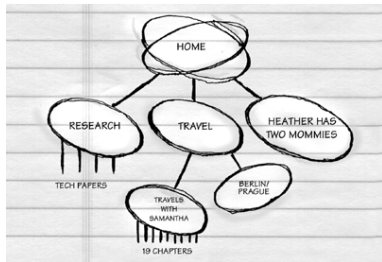 HOME
RESEARCH
TRAVEL
HEATHER HAS
TWO MOMMIES
TECH PAPERS
BERLIN/
PRAGUE
TRAVELS
WITH
SAMANTHA
19 CHAPTERS